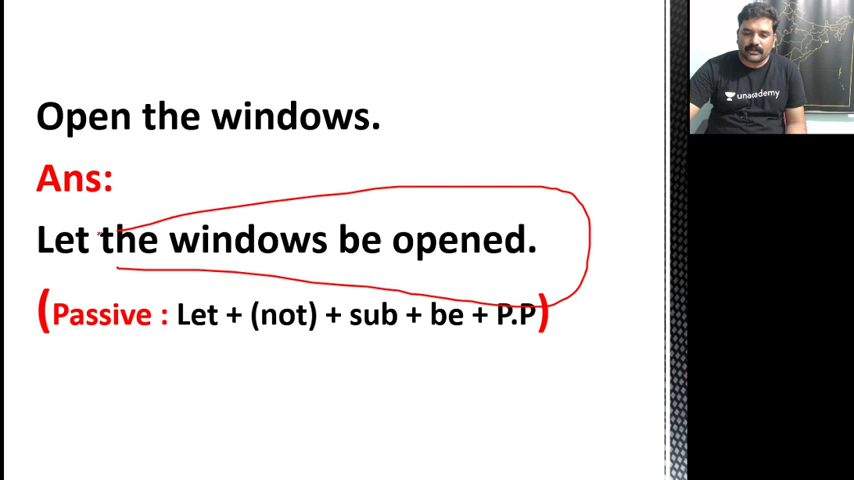 Open the windows.
Ans:
Let the windows be opened.
(Passive : Let + (not) + sub + be + P.P)
unacademy